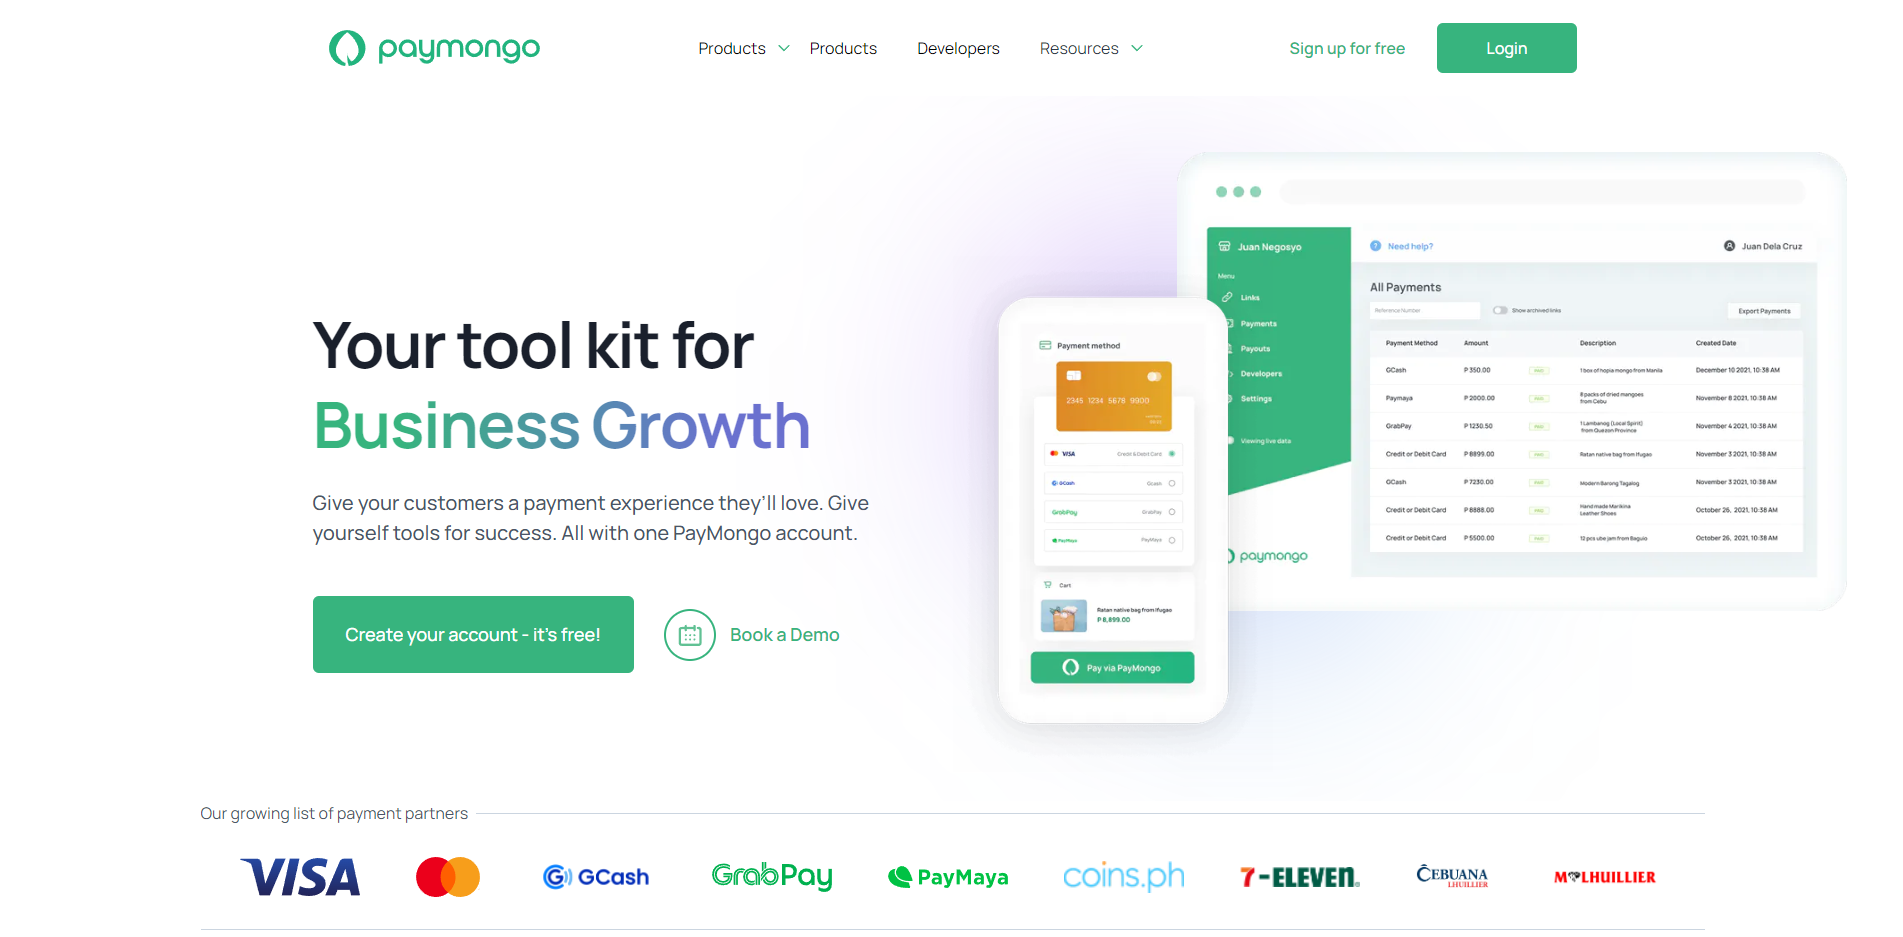 paymongo
Products
Products
Developers
Resources
Sign up for free
Login
Your tool kit for
Business Growth
Give your customers a payment experience they’ll love. Give
yourself tools for success. All with one PayMongo account.
Create your account - it’s free!
Book a Demo
Payment method
2345 1234 5678 9900
VISA Credit & Debit Card
GCash Gcash
GrabPay GrabPay
PayMaya PayMaya
Cart
Ratan native bag from Ifugao
P 8,899.00
Pay via PayMongo
Juan Negosyo
Menu
Links
Payments
Payouts
Developers
Settings
Viewing live data
paymongo
Need help?
Juan Dela Cruz
All Payments
Reference Number
Show archived links
Export Payments
Payment Method Amount Description Created Date
GCash P 350.00 PAID 1 box of hopia mongo from Manila December 10 2021, 10:38 AM
Paymaya P 2000.00 PAID 8 packs of dried mangoes
from Cebu November 8 2021, 10:38 AM
GrabPay P 1230.50 PAID 1 Lambanog (Local Spirit)
from Quezon Province November 4 2021, 10:38 AM
Credit or Debit Card P 8899.00 PAID Ratan native bag from Ifugao November 3 2021, 10:38 AM
GCash P 7230.00 PAID Modern Barong Tagalog November 3 2021, 10:38 AM
Credit or Debit Card P 8888.00 PAID Hand made Marikina
Leather Shoes October 26, 2021, 10:38 AM
Credit or Debit Card P 5500.00 PAID 12 pcs ube jam from Baguio October 26, 2021, 10:38 AM
Our growing list of payment partners
VISA
GCash
GrabPay
PayMaya
coins.ph
7-ELEVEN
CEBUANA
LHUILLIER
MLHUILLIER